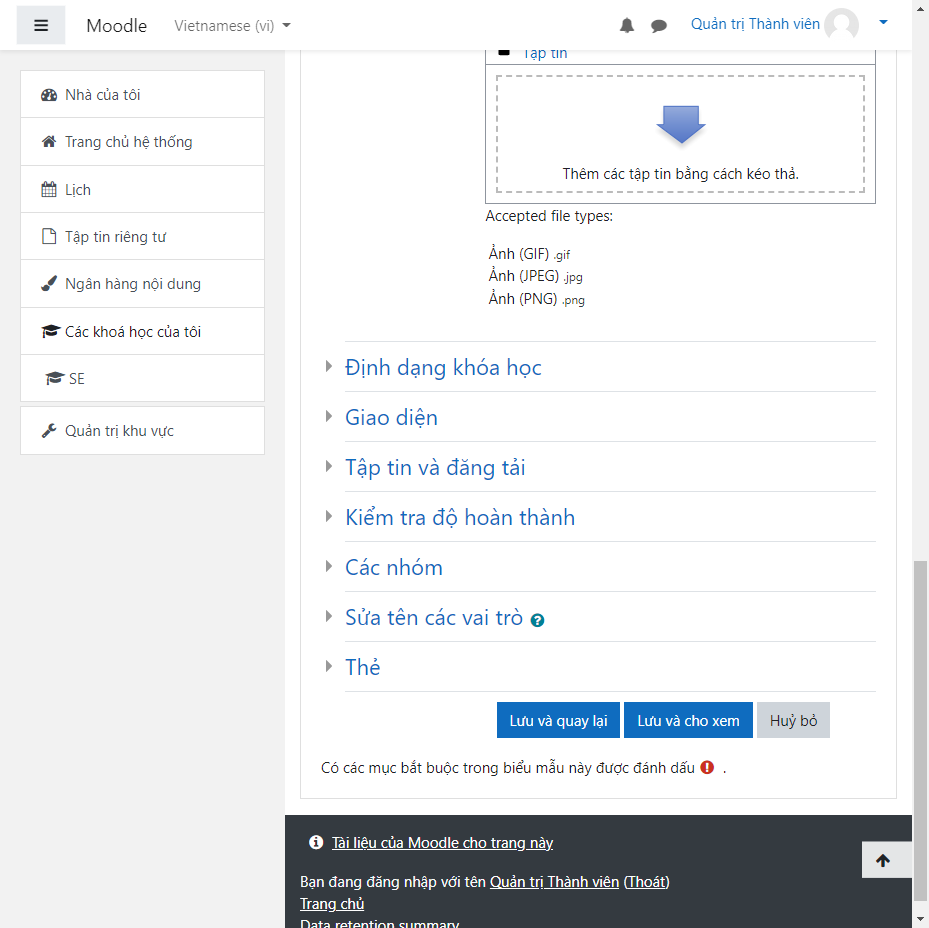 Moodle Vietnamese (vi) Quản trị Thành viên
Nhà của tôi
Trang chủ hệ thống
Lịch
Tập tin riêng tư
Ngân hàng nội dung
Các khoá học của tôi
SE
Quản trị khu vực
Tập tin
Thêm các tập tin bằng cách kéo thả.
Accepted file types:
Ảnh (GIF) .gif
Ảnh (JPEG) .jpg
Ảnh (PNG) .png
Định dạng khóa học
Giao diện
Tập tin và đăng tải
Kiểm tra độ hoàn thành
Các nhóm
Sửa tên các vai trò
Thẻ
Lưu và quay lại Lưu và cho xem Huỷ bỏ
Có các mục bắt buộc trong biểu mẫu này được đánh dấu .
Tài liệu của Moodle cho trang này
Bạn đang đăng nhập với tên Quản trị Thành viên (Thoát)
Trang chủ
Data retention summary